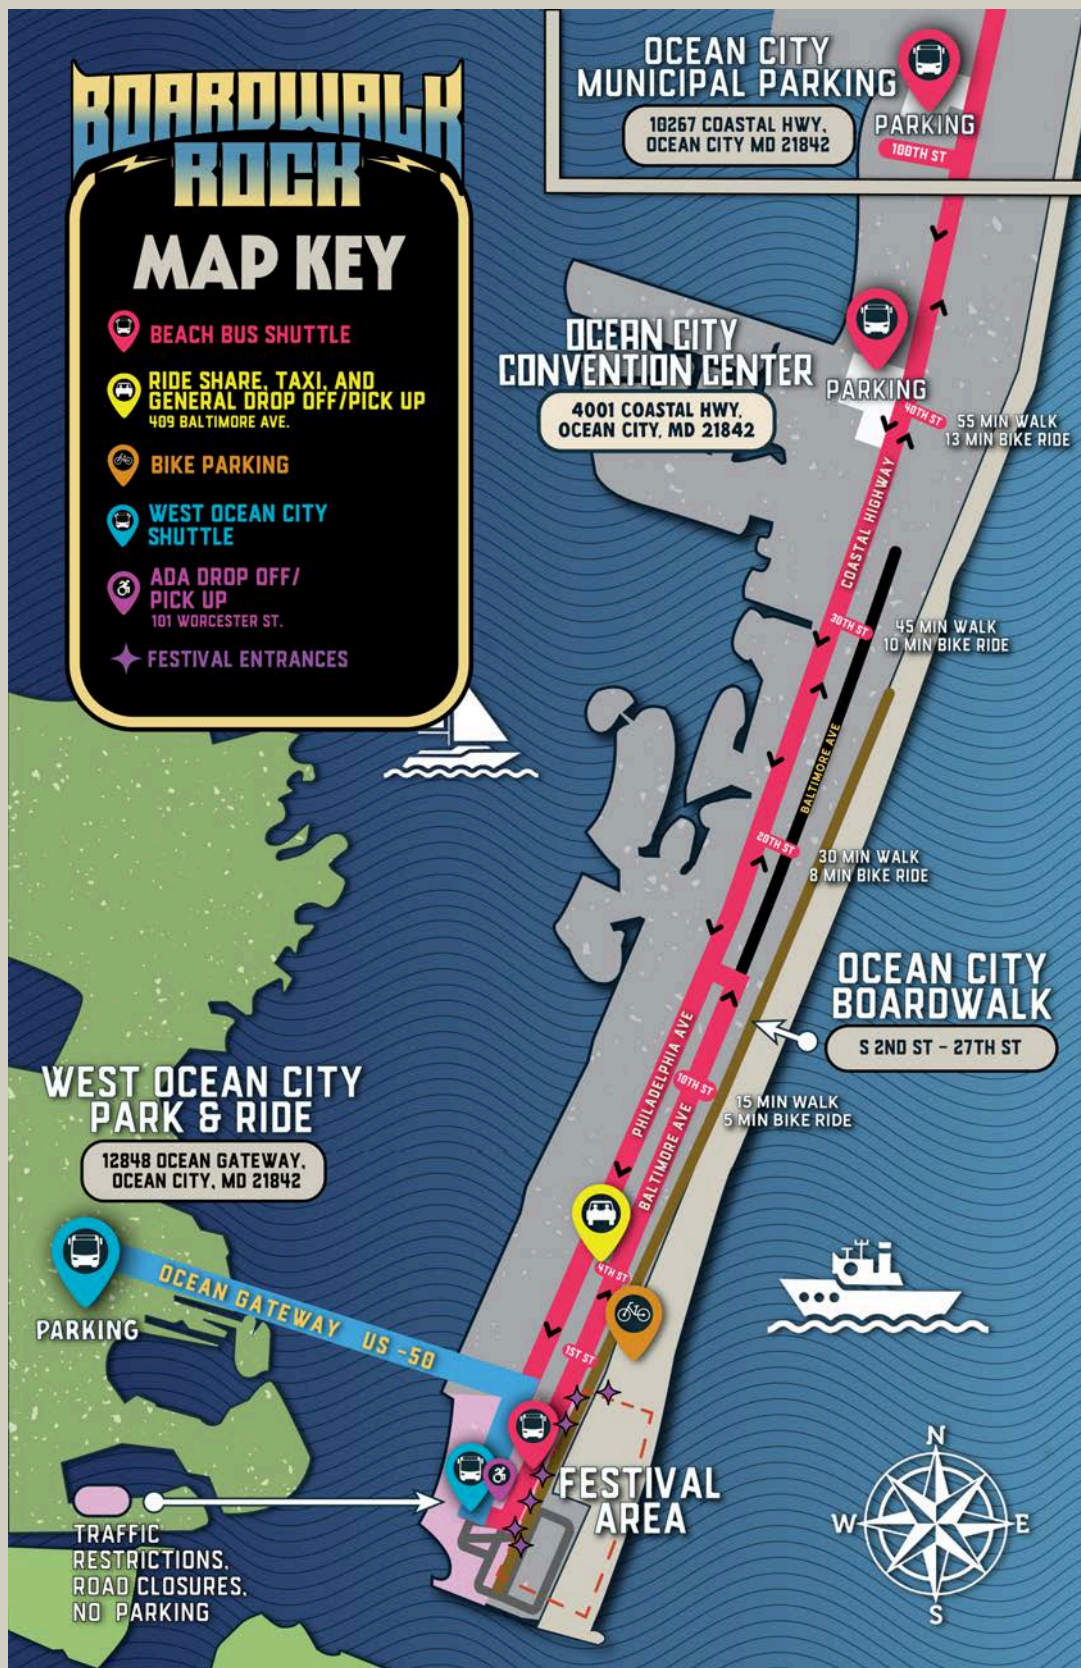 BOARDWALK
ROCK
MAP KEY
BEACH BUS SHUTTLE
RIDE SHARE, TAXI, AND
GENERAL DROP OFF/PICK UP
409 BALTIMORE AVE.
BIKE PARKING
WEST OCEAN CITY
SHUTTLE
ADA DROP OFF/
PICK UP
101 WORCESTER ST.
FESTIVAL ENTRANCES
OCEAN CITY
MUNICIPAL PARKING
10267 COASTAL HWY,
OCEAN CITY MD 21842
PARKING
100TH ST
OCEAN CITY
CONVENTION CENTER
4001 COASTAL HWY,
OCEAN CITY, MD 21842
PARKING
40TH ST
55 MIN WALK
13 MIN BIKE RIDE
COASTAL HIGHWAY
30TH ST
45 MIN WALK
10 MIN BIKE RIDE
BALTIMORE AVE
20TH ST
30 MIN WALK
8 MIN BIKE RIDE
OCEAN CITY
BOARDWALK
S 2ND ST - 27TH ST
PHILADELPHIA AVE
10TH ST
BALTIMORE AVE
15 MIN WALK
5 MIN BIKE RIDE
WEST OCEAN CITY
PARK & RIDE
12848 OCEAN GATEWAY,
OCEAN CITY, MD 21842
PARKING
OCEAN GATEWAY US -50
4TH ST
1ST ST
FESTIVAL
AREA
TRAFFIC
RESTRICTIONS,
ROAD CLOSURES,
NO PARKING
N
W
E
S